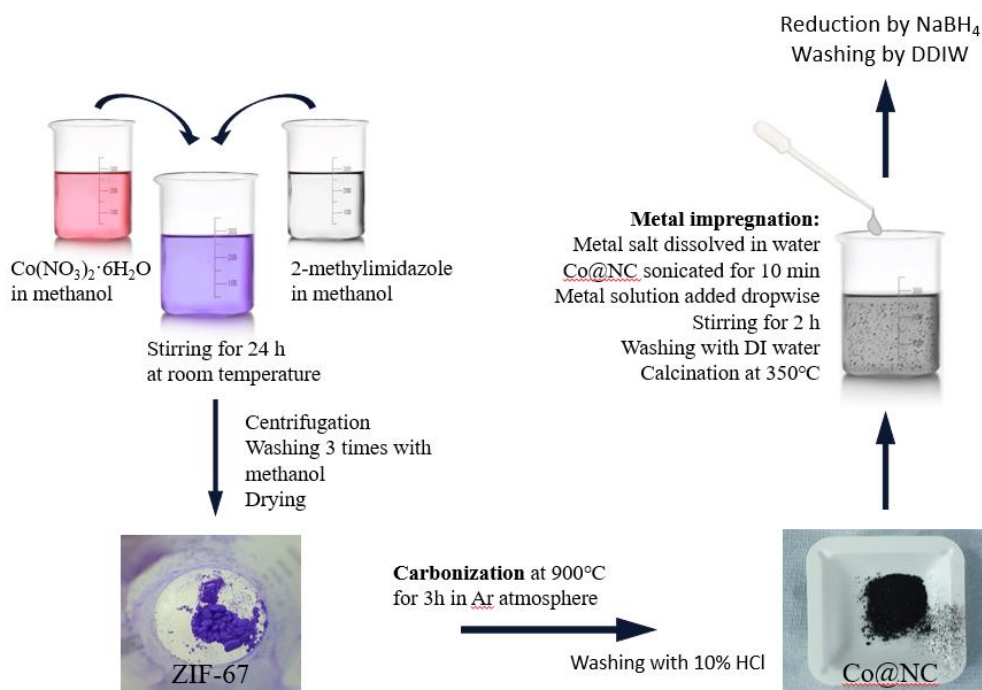 Co(NO₃)₂·6H₂O
in methanol
2-methylimidazole
in methanol
Stirring for 24 h
at room temperature
Centrifugation
Washing 3 times with
methanol
Drying
ZIF-67
Carbonization at 900℃
for 3h in Ar atmosphere
Washing with 10% HCl
Co@NC
Metal impregnation:
Metal salt dissolved in water
Co@NC sonicated for 10 min
Metal solution added dropwise
Stirring for 2 h
Washing with DI water
Calcination at 350℃
Reduction by NaBH₄
Washing by DDIW